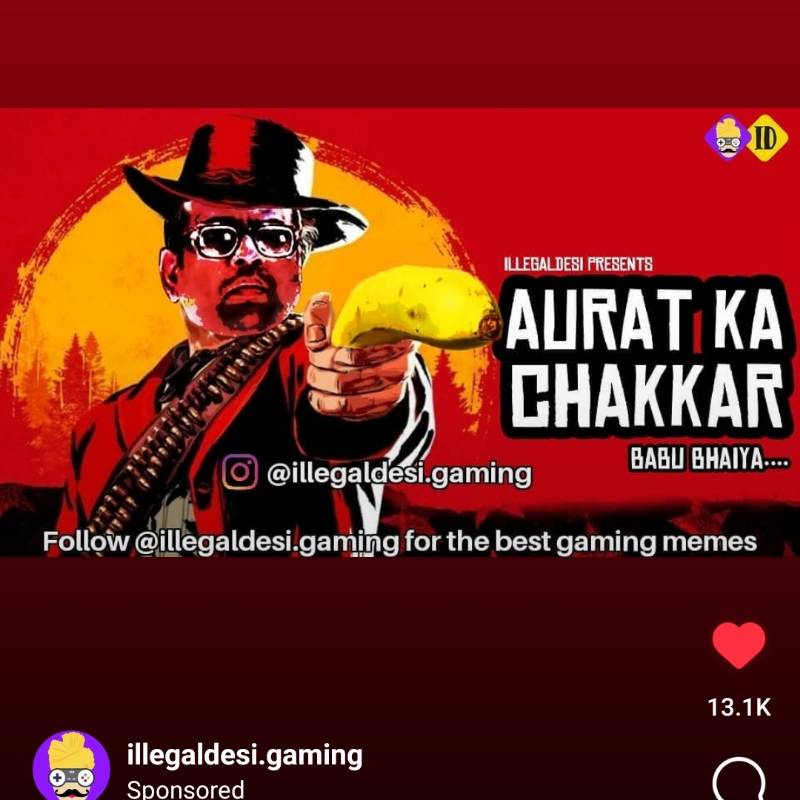 ID
ILLEGALDESI PRESENTS
AURAT KA
CHAKKAR
BABU BHAIYA....
@illegaldesi.gaming
Follow @illegaldesi.gaming for the best gaming memes
13.1K
illegaldesi.gaming
Sponsored